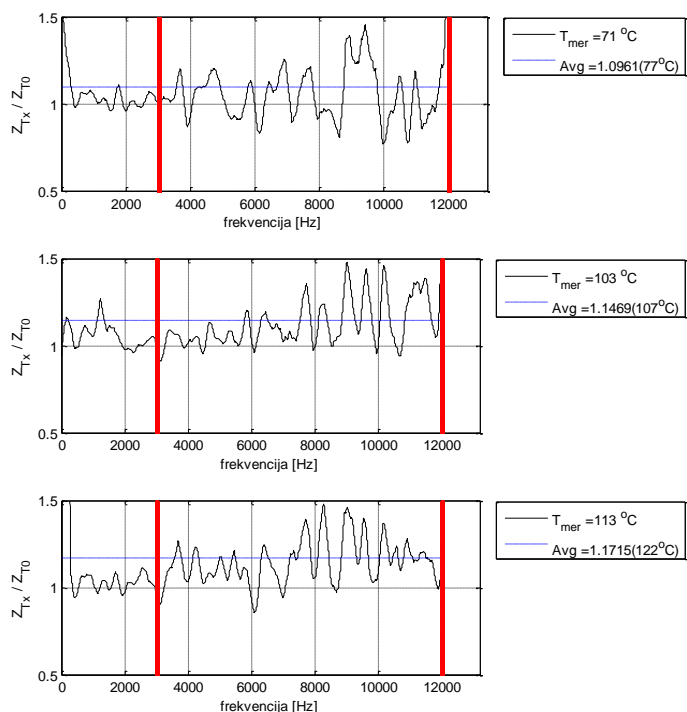 1.5
1
0.5
Z_Tx / Z_T0
0 2000 4000 6000 8000 10000 12000
frekvencija [Hz]
T_mer =71 °C
Avg =1.0961(77°C)
1.5
1
0.5
Z_Tx / Z_T0
0 2000 4000 6000 8000 10000 12000
frekvencija [Hz]
T_mer =103 °C
Avg =1.1469(107°C)
1.5
1
0.5
Z_Tx / Z_T0
0 2000 4000 6000 8000 10000 12000
frekvencija [Hz]
T_mer =113 °C
Avg =1.1715(122°C)